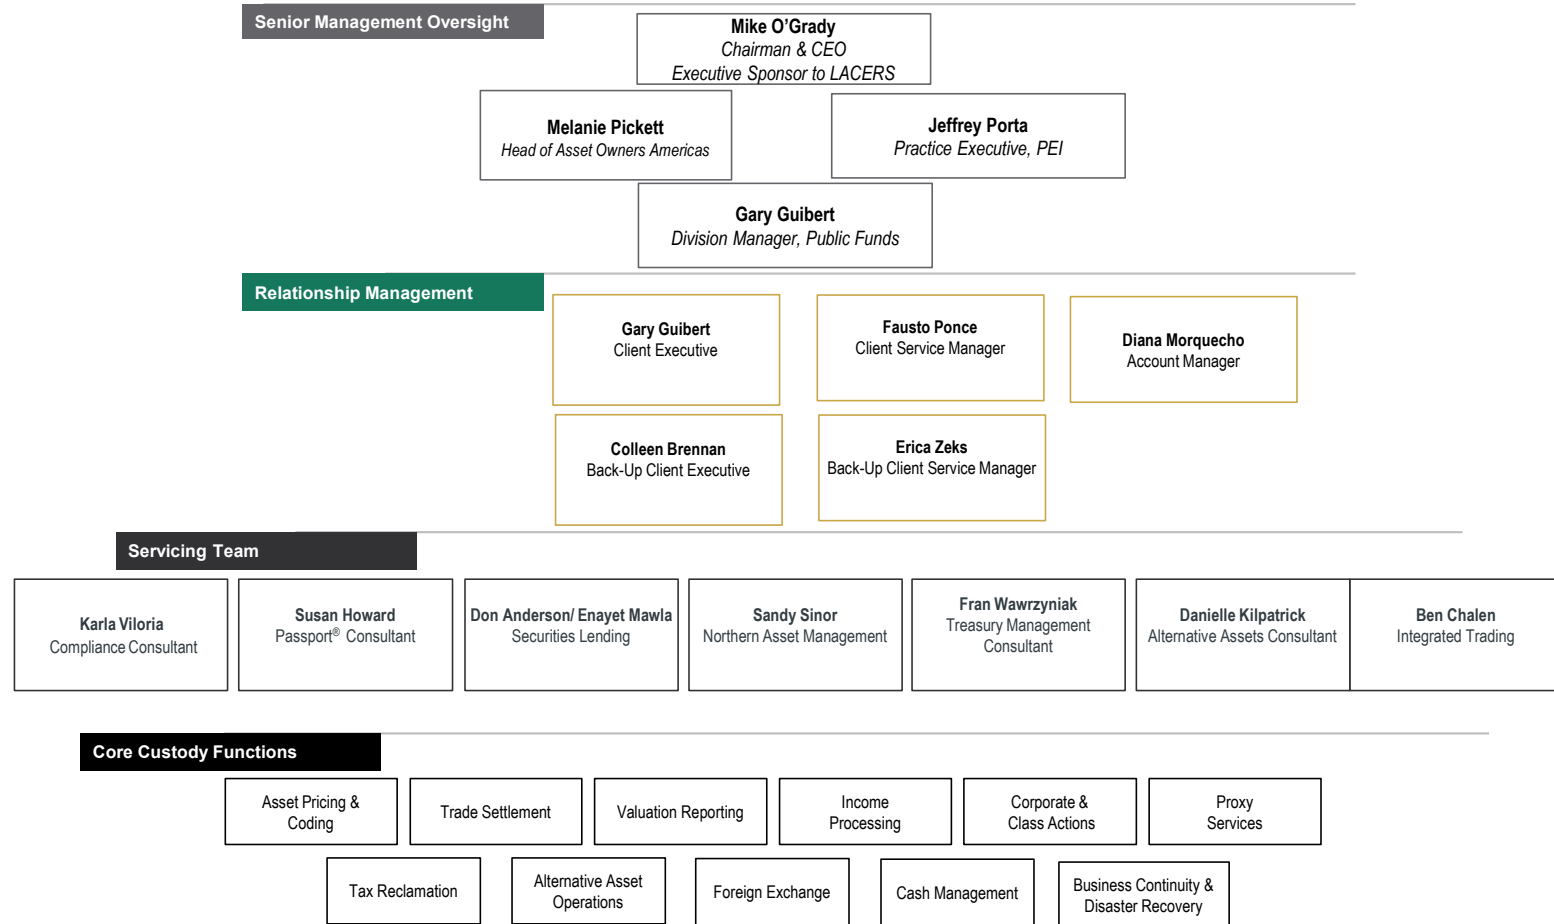 Senior Management Oversight
Mike O’Grady
Chairman & CEO
Executive Sponsor to LACERS
Melanie Pickett
Head of Asset Owners Americas
Jeffrey Porta
Practice Executive, PEI
Gary Guibert
Division Manager, Public Funds
Relationship Management
Gary Guibert
Client Executive
Fausto Ponce
Client Service Manager
Diana Morquecho
Account Manager
Colleen Brennan
Back-Up Client Executive
Erica Zeks
Back-Up Client Service Manager
Servicing Team
Karla Viloria
Compliance Consultant
Susan Howard
Passport® Consultant
Don Anderson/ Enayet Mawla
Securities Lending
Sandy Sinor
Northern Asset Management
Fran Wawrzyniak
Treasury Management
Consultant
Danielle Kilpatrick
Alternative Assets Consultant
Ben Chalen
Integrated Trading
Core Custody Functions
Asset Pricing &
Coding
Trade Settlement
Valuation Reporting
Income
Processing
Corporate &
Class Actions
Proxy
Services
Tax Reclamation
Alternative Asset
Operations
Foreign Exchange
Cash Management
Business Continuity &
Disaster Recovery